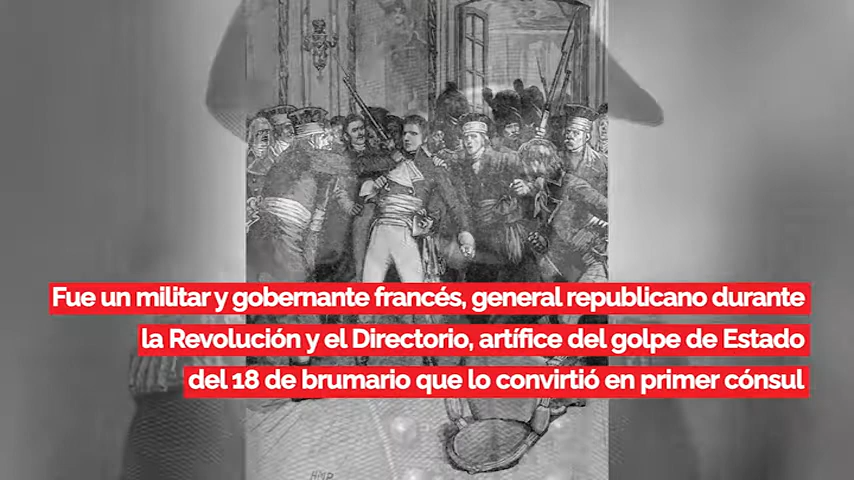 Fue un militar y gobernante francés, general republicano durante
la Revolución y el Directorio, artífice del golpe de Estado
del 18 de brumario que lo convirtió en primer cónsul
HMP